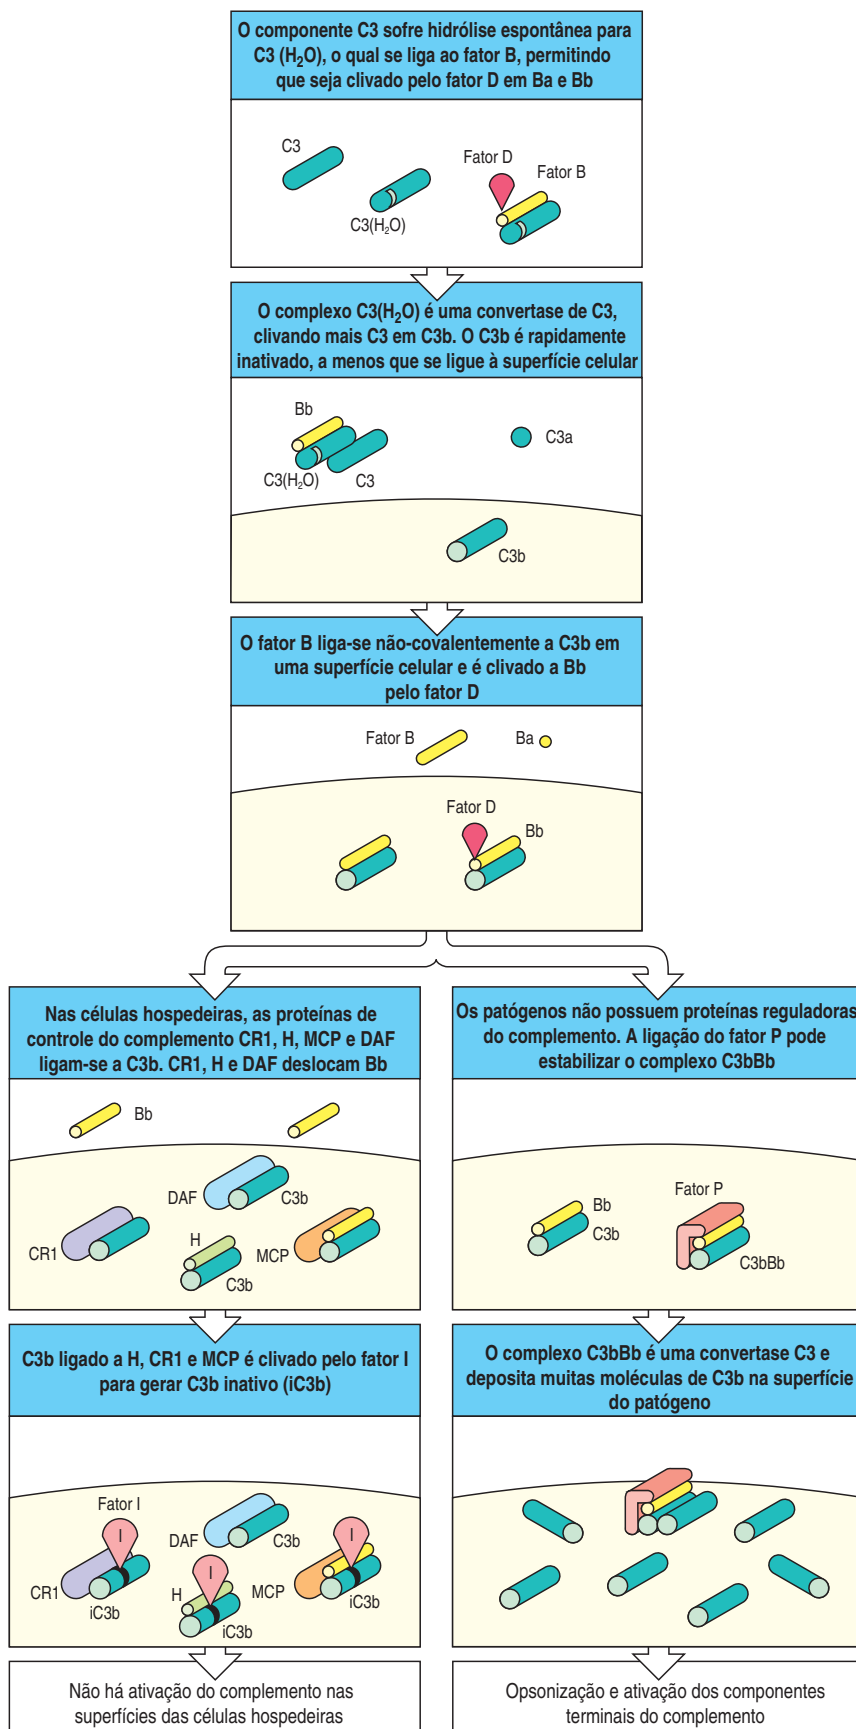 O componente C3 sofre hidrólise espontânea para
C3 (H₂O), o qual se liga ao fator B, permitindo
que seja clivado pelo fator D em Ba e Bb
C3
Fator D
Fator B
C3(H₂O)
O complexo C3(H₂O) é uma convertase de C3,
clivando mais C3 em C3b. O C3b é rapidamente
inativado, a menos que se ligue à superfície celular
Bb
C3a
C3(H₂O)
C3
C3b
O fator B liga-se não-covalentemente a C3b em
uma superfície celular e é clivado a Bb
pelo fator D
Fator B
Ba
Fator D
Bb
Nas células hospedeiras, as proteínas de
controle do complemento CR1, H, MCP e DAF
ligam-se a C3b. CR1, H e DAF deslocam Bb
Bb
DAF
C3b
CR1
H
MCP
C3b
C3b ligado a H, CR1 e MCP é clivado pelo fator I
para gerar C3b inativo (iC3b)
Fator I
I
DAF
C3b
I
CR1
I
H
MCP
iC3b
iC3b
iC3b
Não há ativação do complemento nas
superfícies das células hospedeiras
Os patógenos não possuem proteínas reguladoras
do complemento. A ligação do fator P pode
estabilizar o complexo C3bBb
Fator P
Bb
C3b
C3bBb
O complexo C3bBb é uma convertase C3 e
deposita muitas moléculas de C3b na superfície
do patógeno
Opsonização e ativação dos componentes
terminais do complemento